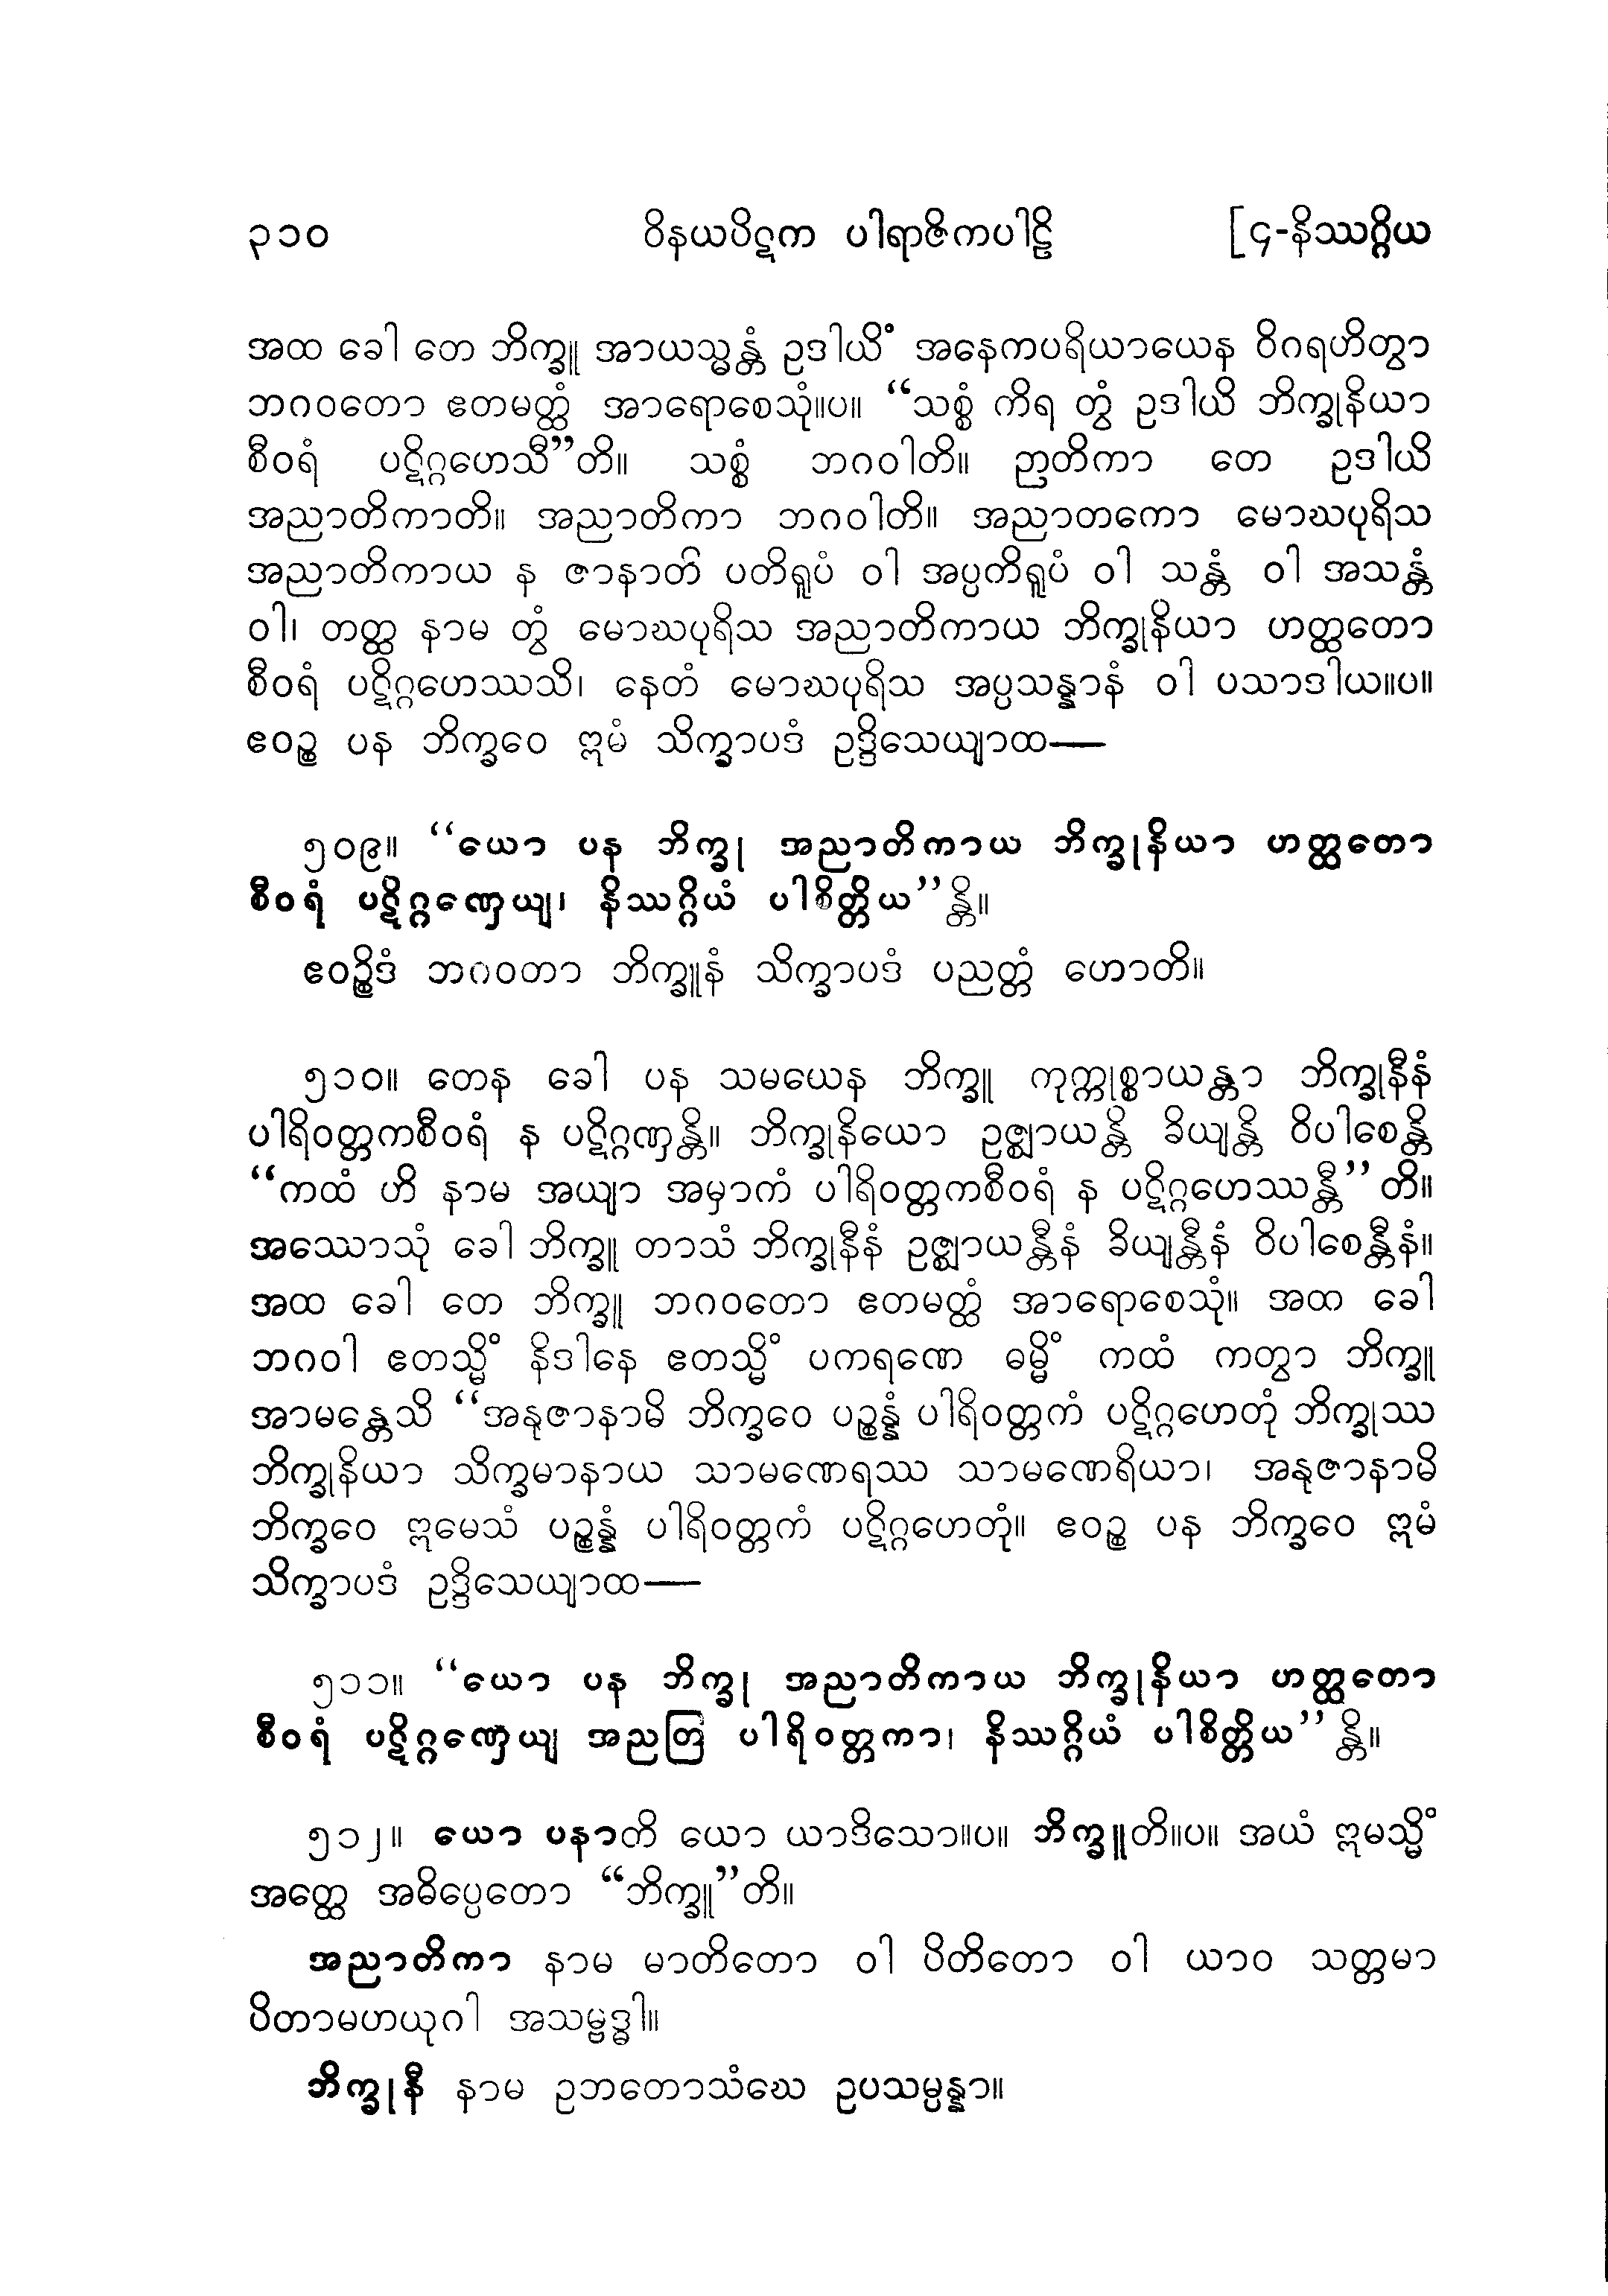 ၃၁၀ ဝိနယပိဋက ပါရာဇိကပါဠိ [၄-နိဿဂ္ဂိယ
အထ ခေါ တေ ဘိက္ခူ အာယသ္မန္တံ ဥဒါယိံ အနေကပရိယာယေန ဝိဂရဟိတွာ
ဘဂဝတော ဧတမတ္ထံ အာရောစေသုံ။ပ။ “သစ္စံ ကိရ တွံ ဥဒါယိ ဘိက္ခုနိယာ
စီဝရံ ပဋိဂ္ဂဟေသီ”တိ။ သစ္စံ ဘဂဝါတိ။ ဉာတိကာ တေ ဥဒါယိ
အညာတိကာတိ။ အညာတိကာ ဘဂဝါတိ။ အညာတကော မောဃပုရိသ
အညာတိကာယ န ဇာနာတိ ပတိရူပံ ဝါ အပ္ပကိရူပံ ဝါ သန္တံ ဝါ အသန္တံ
ဝါ၊ တတ္ထ နာမ တွံ မောဃပုရိသ အညာတိကာယ ဘိက္ခုနိယာ ဟတ္ထတော
စီဝရံ ပဋိဂ္ဂဟေဿသိ၊ နေတံ မောဃပုရိသ အပ္ပသန္နာနံ ဝါ ပသာဒါယ။ပ။
ဧဝဉ္စ ပန ဘိက္ခဝေ ဣမံ သိက္ခာပဒံ ဥဒ္ဒိသေယျာထ—
၅၀၉။ “ယော ပန ဘိက္ခု အညာတိကာယ ဘိက္ခုနိယာ ဟတ္ထတော
စီဝရံ ပဋိဂ္ဂဏှေယျ၊ နိဿဂ္ဂိယံ ပါစိတ္တိယ”န္တိ။
ဧဝဉ္စိဒံ ဘဂဝတာ ဘိက္ခူနံ သိက္ခာပဒံ ပညတ္တံ ဟောတိ။
၅၁၀။ တေန ခေါ ပန သမယေန ဘိက္ခူ ကုက္ကုစ္စာယန္တာ ဘိက္ခုနီနံ
ပါရိဝတ္တကစီဝရံ န ပဋိဂ္ဂဏှန္တိ။ ဘိက္ခုနိယော ဥဇ္ဈာယန္တိ ခိယျန္တိ ဝိပါစေန္တိ
“ကထံ ဟိ နာမ အယျာ အမှာကံ ပါရိဝတ္တကစီဝရံ န ပဋိဂ္ဂဟေဿန္တီ”တိ။
အဿောသုံ ခေါ ဘိက္ခူ တာသံ ဘိက္ခုနီနံ ဥဇ္ဈာယန္တီနံ ခိယျန္တီနံ ဝိပါစေန္တီနံ။
အထ ခေါ တေ ဘိက္ခူ ဘဂဝတော ဧတမတ္ထံ အာရောစေသုံ။ အထ ခေါ
ဘဂဝါ ဧတသ္မိံ နိဒါနေ ဧတသ္မိံ ပကရဏေ ဓမ္မိံ ကထံ ကတွာ ဘိက္ခူ
အာမန္တေသိ “အနုဇာနာမိ ဘိက္ခဝေ ပဉ္စန္နံ ပါရိဝတ္တကံ ပဋိဂ္ဂဟေတုံ ဘိက္ခုဿ
ဘိက္ခုနိယာ သိက္ခမာနာယ သာမဏေရဿ သာမဏေရိယာ၊ အနုဇာနာမိ
ဘိက္ခဝေ ဣမေသံ ပဉ္စန္နံ ပါရိဝတ္တကံ ပဋိဂ္ဂဟေတုံ။ ဧဝဉ္စ ပန ဘိက္ခဝေ ဣမံ
သိက္ခာပဒံ ဥဒ္ဒိသေယျာထ—
၅၁၁။ “ယော ပန ဘိက္ခု အညာတိကာယ ဘိက္ခုနိယာ ဟတ္ထတော
စီဝရံ ပဋိဂ္ဂဏှေယျ အညတြ ပါရိဝတ္တကာ၊ နိဿဂ္ဂိယံ ပါစိတ္တိယ”န္တိ။
၅၁၂။ ယော ပနာတိ ယော ယာဒိသော။ပ။ ဘိက္ခူတိ။ပ။ အယံ ဣမသ္မိံ
အတ္ထေ အဓိပ္ပေတော “ဘိက္ခူ”တိ။
အညာတိကာ နာမ မာတိတော ဝါ ပိတိတော ဝါ ယာဝ သတ္တမာ
ပိတာမဟယုဂါ အသမ္ဗဒ္ဓါ။
ဘိက္ခုနီ နာမ ဥဘတောသံဃေ ဥပသမ္ပန္နာ။